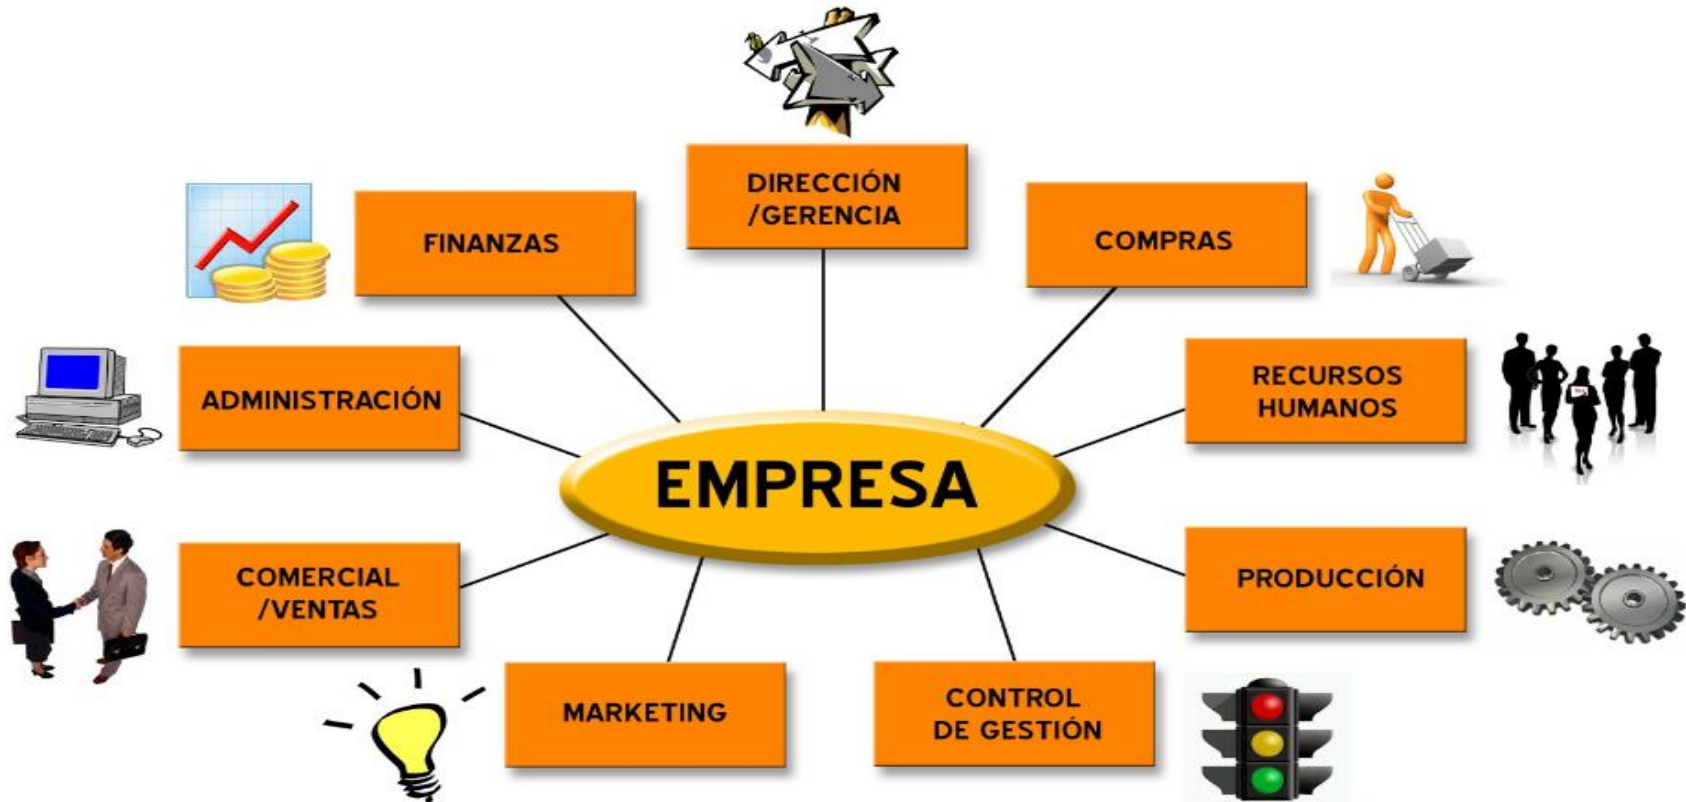 DIRECCIÓN
/GERENCIA
FINANZAS
COMPRAS
ADMINISTRACIÓN
RECURSOS
HUMANOS
EMPRESA
COMERCIAL
/VENTAS
PRODUCCIÓN
MARKETING
CONTROL
DE GESTIÓN